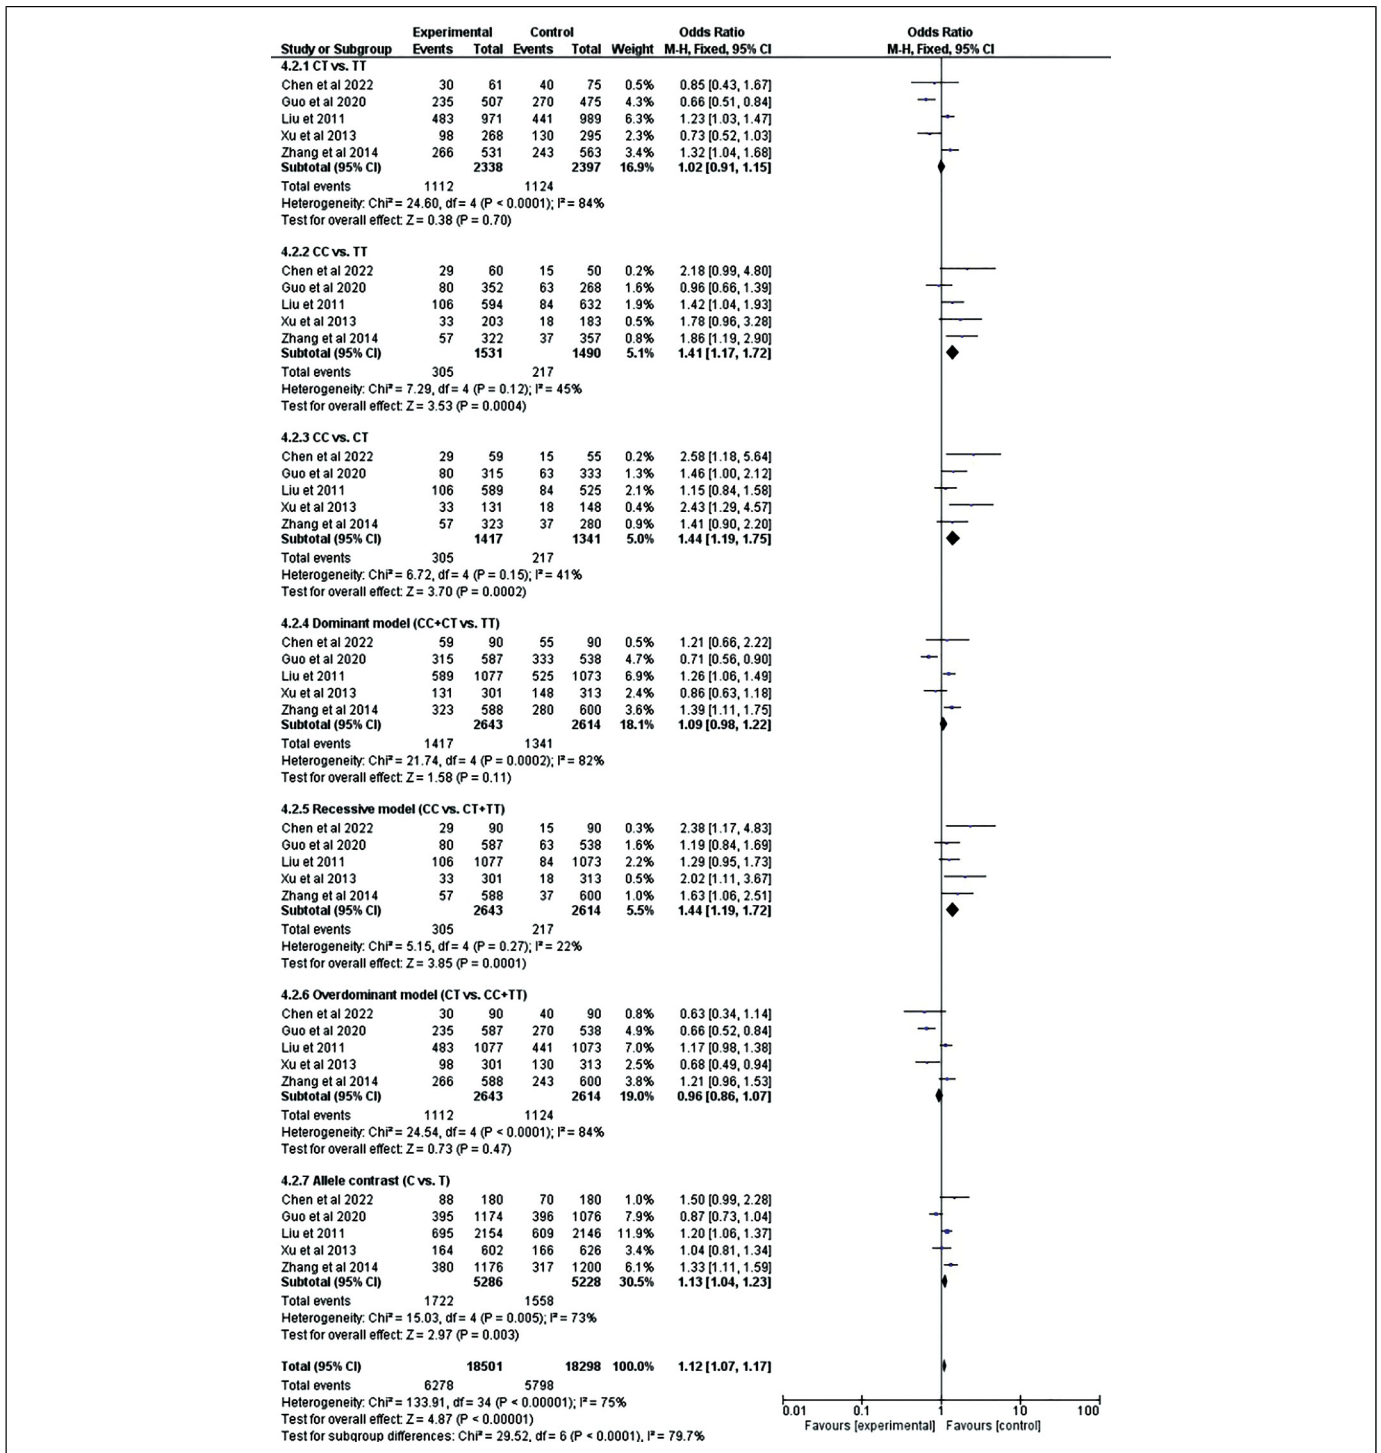 Experimental Control Odds Ratio Odds Ratio
Study or Subgroup Events Total Events Total Weight M-H, Fixed, 95% CI M-H, Fixed, 95% CI
4.2.1 CT vs. TT
Chen et al 2022 30 61 40 75 0.5% 0.85 [0.43, 1.67]
Guo et al 2020 235 507 270 475 4.3% 0.66 [0.51, 0.84]
Liu et 2011 483 971 441 989 6.3% 1.23 [1.03, 1.47]
Xu et al 2013 98 268 130 295 2.3% 0.73 [0.52, 1.03]
Zhang et al 2014 266 531 243 563 3.4% 1.32 [1.04, 1.68]
Subtotal (95% CI) 2338 2397 16.9% 1.02 [0.91, 1.15]
Total events 1112 1124
Heterogeneity: Chi² = 24.60, df = 4 (P < 0.0001); I² = 84%
Test for overall effect: Z = 0.38 (P = 0.70)
4.2.2 CC vs. TT
Chen et al 2022 29 60 15 50 0.2% 2.18 [0.99, 4.80]
Guo et al 2020 80 352 63 268 1.6% 0.96 [0.66, 1.39]
Liu et 2011 106 594 84 632 1.9% 1.42 [1.04, 1.93]
Xu et al 2013 33 203 18 183 0.5% 1.78 [0.96, 3.28]
Zhang et al 2014 57 322 37 357 0.8% 1.86 [1.19, 2.90]
Subtotal (95% CI) 1531 1490 5.1% 1.41 [1.17, 1.72]
Total events 305 217
Heterogeneity: Chi² = 7.29, df = 4 (P = 0.12); I² = 45%
Test for overall effect: Z = 3.53 (P = 0.0004)
4.2.3 CC vs. CT
Chen et al 2022 29 59 15 55 0.2% 2.58 [1.18, 5.64]
Guo et al 2020 80 315 63 333 1.3% 1.46 [1.00, 2.12]
Liu et 2011 106 589 84 525 2.1% 1.15 [0.84, 1.58]
Xu et al 2013 33 131 18 148 0.4% 2.43 [1.29, 4.57]
Zhang et al 2014 57 323 37 280 0.9% 1.41 [0.90, 2.20]
Subtotal (95% CI) 1417 1341 5.0% 1.44 [1.19, 1.75]
Total events 305 217
Heterogeneity: Chi² = 6.72, df = 4 (P = 0.15); I² = 41%
Test for overall effect: Z = 3.70 (P = 0.0002)
4.2.4 Dominant model (CC+CT vs. TT)
Chen et al 2022 59 90 55 90 0.5% 1.21 [0.66, 2.22]
Guo et al 2020 315 587 333 538 4.7% 0.71 [0.56, 0.90]
Liu et 2011 589 1077 525 1073 6.9% 1.26 [1.06, 1.49]
Xu et al 2013 131 301 148 313 2.4% 0.86 [0.63, 1.18]
Zhang et al 2014 323 588 280 600 3.6% 1.39 [1.11, 1.75]
Subtotal (95% CI) 2643 2614 18.1% 1.09 [0.98, 1.22]
Total events 1417 1341
Heterogeneity: Chi² = 21.74, df = 4 (P = 0.0002); I² = 82%
Test for overall effect: Z = 1.58 (P = 0.11)
4.2.5 Recessive model (CC vs. CT+TT)
Chen et al 2022 29 90 15 90 0.3% 2.38 [1.17, 4.83]
Guo et al 2020 80 587 63 538 1.6% 1.19 [0.84, 1.69]
Liu et 2011 106 1077 84 1073 2.2% 1.29 [0.95, 1.73]
Xu et al 2013 33 301 18 313 0.5% 2.02 [1.11, 3.67]
Zhang et al 2014 57 588 37 600 1.0% 1.63 [1.06, 2.51]
Subtotal (95% CI) 2643 2614 5.5% 1.44 [1.19, 1.72]
Total events 305 217
Heterogeneity: Chi² = 5.15, df = 4 (P = 0.27); I² = 22%
Test for overall effect: Z = 3.85 (P = 0.0001)
4.2.6 Overdominant model (CT vs. CC+TT)
Chen et al 2022 30 90 40 90 0.8% 0.63 [0.34, 1.14]
Guo et al 2020 235 587 270 538 4.9% 0.66 [0.52, 0.84]
Liu et 2011 483 1077 441 1073 7.0% 1.17 [0.98, 1.38]
Xu et al 2013 98 301 130 313 2.5% 0.68 [0.49, 0.94]
Zhang et al 2014 266 588 243 600 3.8% 1.21 [0.96, 1.53]
Subtotal (95% CI) 2643 2614 19.0% 0.96 [0.86, 1.07]
Total events 1112 1124
Heterogeneity: Chi² = 24.54, df = 4 (P < 0.0001); I² = 84%
Test for overall effect: Z = 0.73 (P = 0.47)
4.2.7 Allele contrast (C vs. T)
Chen et al 2022 88 180 70 180 1.0% 1.50 [0.99, 2.28]
Guo et al 2020 395 1174 396 1076 7.9% 0.87 [0.73, 1.04]
Liu et 2011 695 2154 609 2146 11.9% 1.20 [1.06, 1.37]
Xu et al 2013 164 602 166 626 3.4% 1.04 [0.81, 1.34]
Zhang et al 2014 380 1176 317 1200 6.1% 1.33 [1.11, 1.59]
Subtotal (95% CI) 5286 5228 30.5% 1.13 [1.04, 1.23]
Total events 1722 1558
Heterogeneity: Chi² = 15.03, df = 4 (P = 0.005); I² = 73%
Test for overall effect: Z = 2.97 (P = 0.003)
Total (95% CI) 18501 18298 100.0% 1.12 [1.07, 1.17]
Total events 6278 5798
Heterogeneity: Chi² = 133.91, df = 34 (P < 0.00001); I² = 75%
Test for overall effect: Z = 4.87 (P < 0.00001)
Test for subgroup differences: Chi² = 29.52, df = 6 (P < 0.0001), I² = 79.7%
0.01 0.1 1 10 100
Favours [experimental] Favours [control]